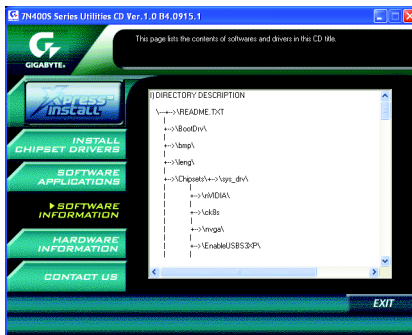 7N400S Series Utilities CD Ver.1.0 B4.0915.1
This page lists the contents of softwares and drivers in this CD title.
GIGABYTE
Xpress
Install
INSTALL
CHIPSET DRIVERS
SOFTWARE
APPLICATIONS
SOFTWARE
INFORMATION
HARDWARE
INFORMATION
CONTACT US
I) DIRECTORY DESCRIPTION
\---+-->\README.TXT
|
+-->\BootDrv\
|
+-->\bmp\
|
+-->\leng\
|
+-->\Chipsets\+-->\sys_drv\
| |
| +-->\nVIDIA\
| |
| +-->\ck8s
| |
| +-->\nvga\
| |
| +-->\EnableUSBS3XP\
| |
EXIT